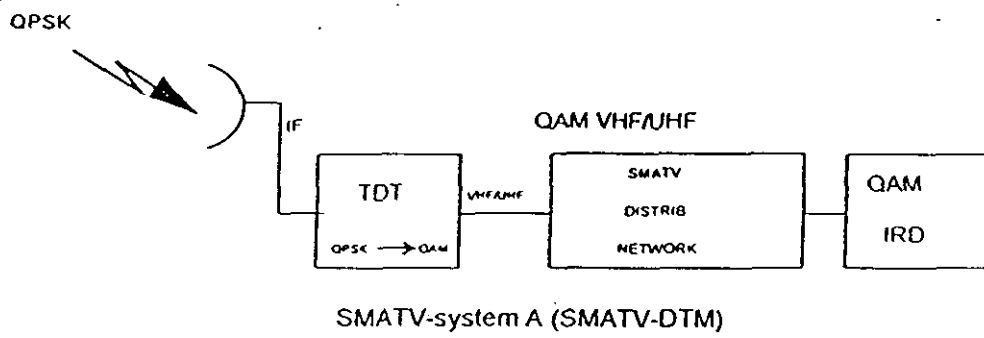 QPSK
IF
QAM VHF/UHF
TDT
QPSK → QAM
VHF/UHF
SMATV
DISTRIB
NETWORK
QAM
IRD
SMATV-system A (SMATV-DTM)